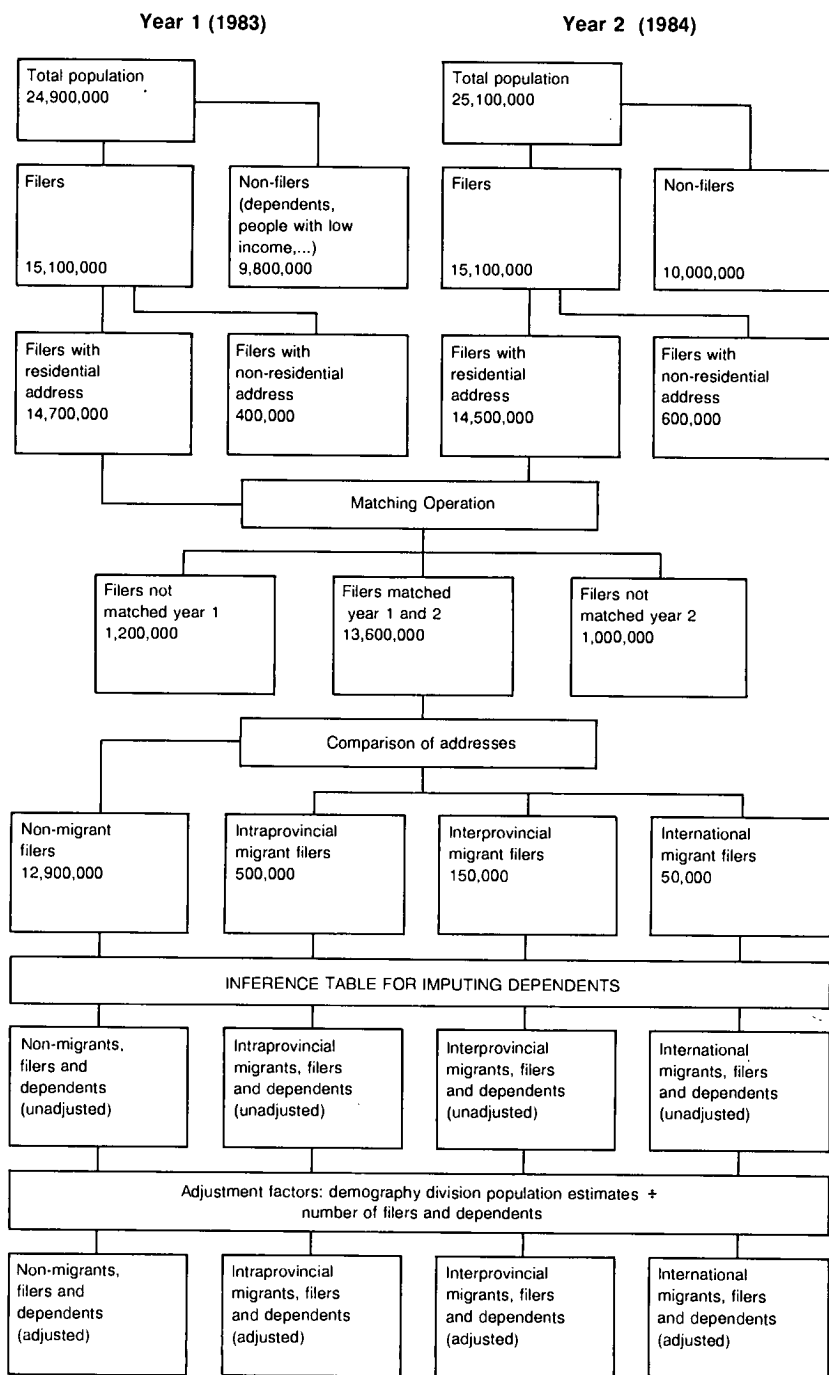 Year 1 (1983)
Year 2 (1984)
Total population
24,900,000
Total population
25,100,000
Filers
15,100,000
Non-filers
(dependents,
people with low
income,...)
9,800,000
Filers
15,100,000
Non-filers
10,000,000
Filers with
residential
address
14,700,000
Filers with
non-residential
address
400,000
Filers with
residential
address
14,500,000
Filers with
non-residential
address
600,000
Matching Operation
Filers not
matched year 1
1,200,000
Filers matched
year 1 and 2
13,600,000
Filers not
matched year 2
1,000,000
Comparison of addresses
Non-migrant
filers
12,900,000
Intraprovincial
migrant filers
500,000
Interprovincial
migrant filers
150,000
International
migrant filers
50,000
INFERENCE TABLE FOR IMPUTING DEPENDENTS
Non-migrants,
filers and
dependents
(unadjusted)
Intraprovincial
migrants, filers
and dependents
(unadjusted)
Interprovincial
migrants, filers
and dependents
(unadjusted)
International
migrants, filers
and dependents
(unadjusted)
Adjustment factors: demography division population estimates ÷
number of filers and dependents
Non-migrants,
filers and
dependents
(adjusted)
Intraprovincial
migrants, filers
and dependents
(adjusted)
Interprovincial
migrants, filers
and dependents
(adjusted)
International
migrants, filers
and dependents
(adjusted)